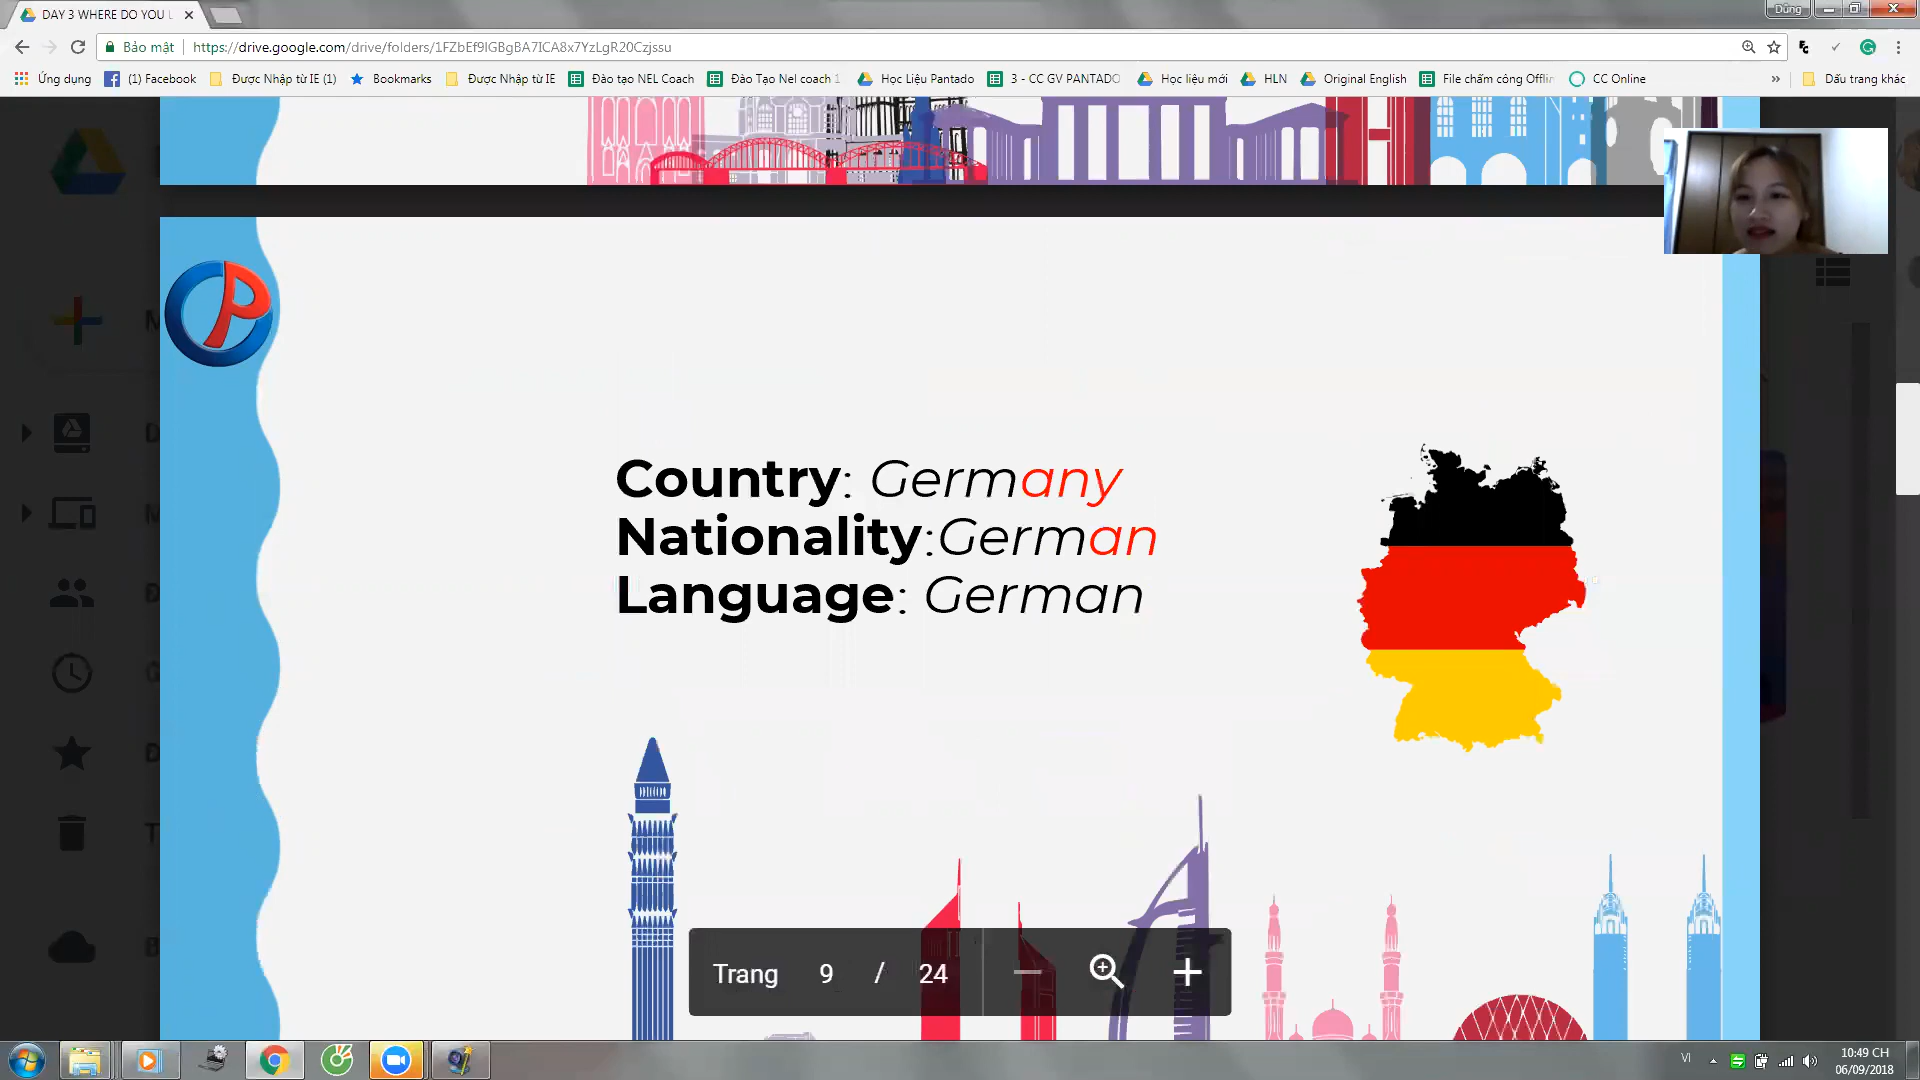 DAY 3 WHERE DO YOU L
Dũng
Bảo mật https://drive.google.com/drive/folders/1FZbEf9lGBgBA7ICA8x7YzLgR20Czjssu
Ứng dụng (1) Facebook Được Nhập từ IE (1) Bookmarks Được Nhập từ IE Đào tạo NEL Coach Đào Tạo Nel coach 1 Học Liệu Pantado 3 - CC GV PANTADO Học liệu mới HLN Original English File chấm công Offlin CC Online » Dấu trang khác
Country: Germany
Nationality:German
Language: German
Trang 9 / 24
VI
10:49 CH
06/09/2018